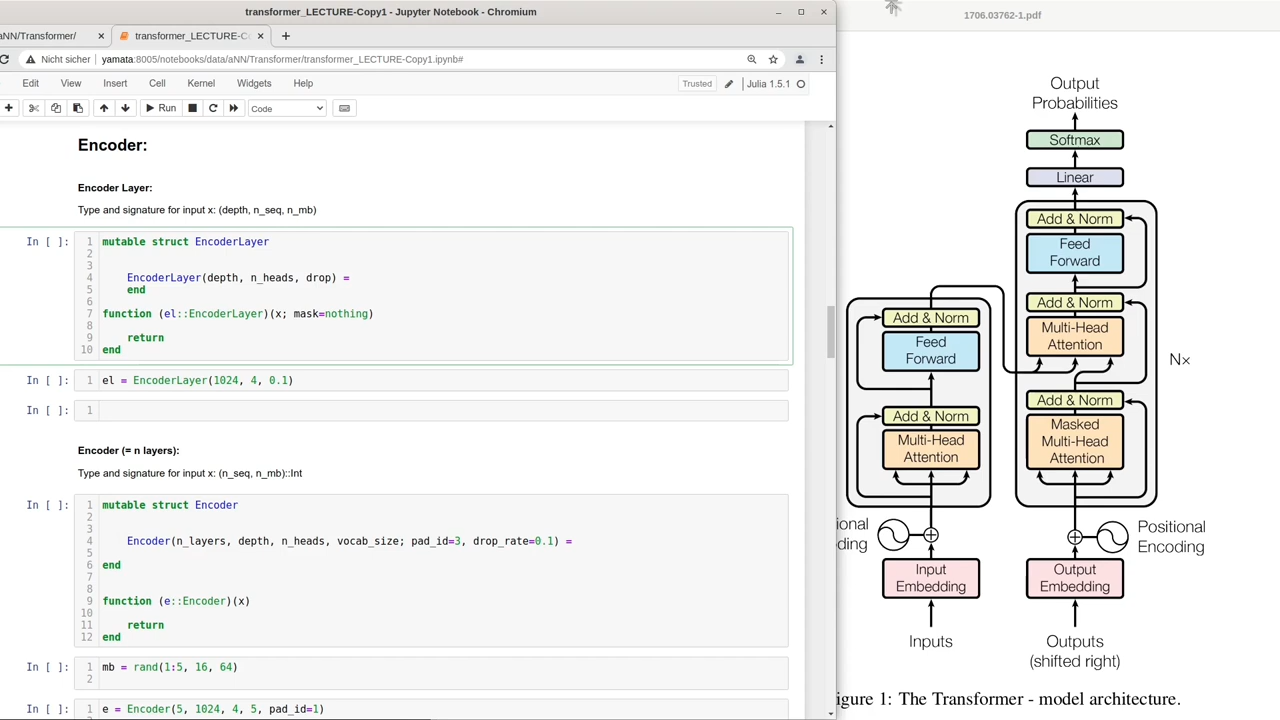 transformer_LECTURE-Copy1 - Jupyter Notebook - Chromium
aNN/Transformer/
transformer_LECTURE-C
Nicht sicher
yamata:8005/notebooks/data/aNN/Transformer/transformer_LECTURE-Copy1.ipynb#
Edit View Insert Cell Kernel Widgets Help
Trusted
Julia 1.5.1
Run
Code
Encoder:
Encoder Layer:
Type and signature for input x: (depth, n_seq, n_mb)
In [ ]:
1 mutable struct EncoderLayer
2
3
4 EncoderLayer(depth, n_heads, drop) =
5 end
6
7 function (el::EncoderLayer)(x; mask=nothing)
8
9 return
10 end
In [ ]:
1 el = EncoderLayer(1024, 4, 0.1)
In [ ]:
1
Encoder (= n layers):
Type and signature for input x: (n_seq, n_mb)::Int
In [ ]:
1 mutable struct Encoder
2
3
4 Encoder(n_layers, depth, n_heads, vocab_size; pad_id=3, drop_rate=0.1) =
5
6 end
7
8
9 function (e::Encoder)(x)
10
11 return
12 end
In [ ]:
1 mb = rand(1:5, 16, 64)
2
In [ ]:
1 e = Encoder(5, 1024, 4, 5, pad_id=1)
1706.03762-1.pdf
Output
Probabilities
Softmax
Linear
Add & Norm
Feed
Forward
Add & Norm
Multi-Head
Attention
Add & Norm
Masked
Multi-Head
Attention
N×
Add & Norm
Feed
Forward
Add & Norm
Multi-Head
Attention
ional
ding
Positional
Encoding
Input
Embedding
Output
Embedding
Inputs
Outputs
(shifted right)
igure 1: The Transformer - model architecture.